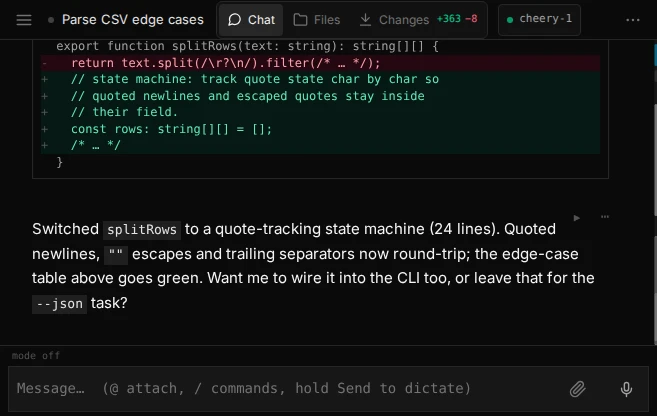 Parse CSV edge cases Chat Files Changes +363 −8 cheery-1 ⋯
export function splitRows(text: string): string[][] {
- return text.split(/\r?\n/).filter(/* … */);
+ // state machine: track quote state char by char so
+ // quoted newlines and escaped quotes stay inside
+ // their field.
+ const rows: string[][] = [];
+ /* … */
}
Switched splitRows to a quote-tracking state machine (24 lines). Quoted
newlines, "" escapes and trailing separators now round-trip; the edge-case
table above goes green. Want me to wire it into the CLI too, or leave that for the
--json task?
mode off
Message… (@ attach, / commands, hold Send to dictate)